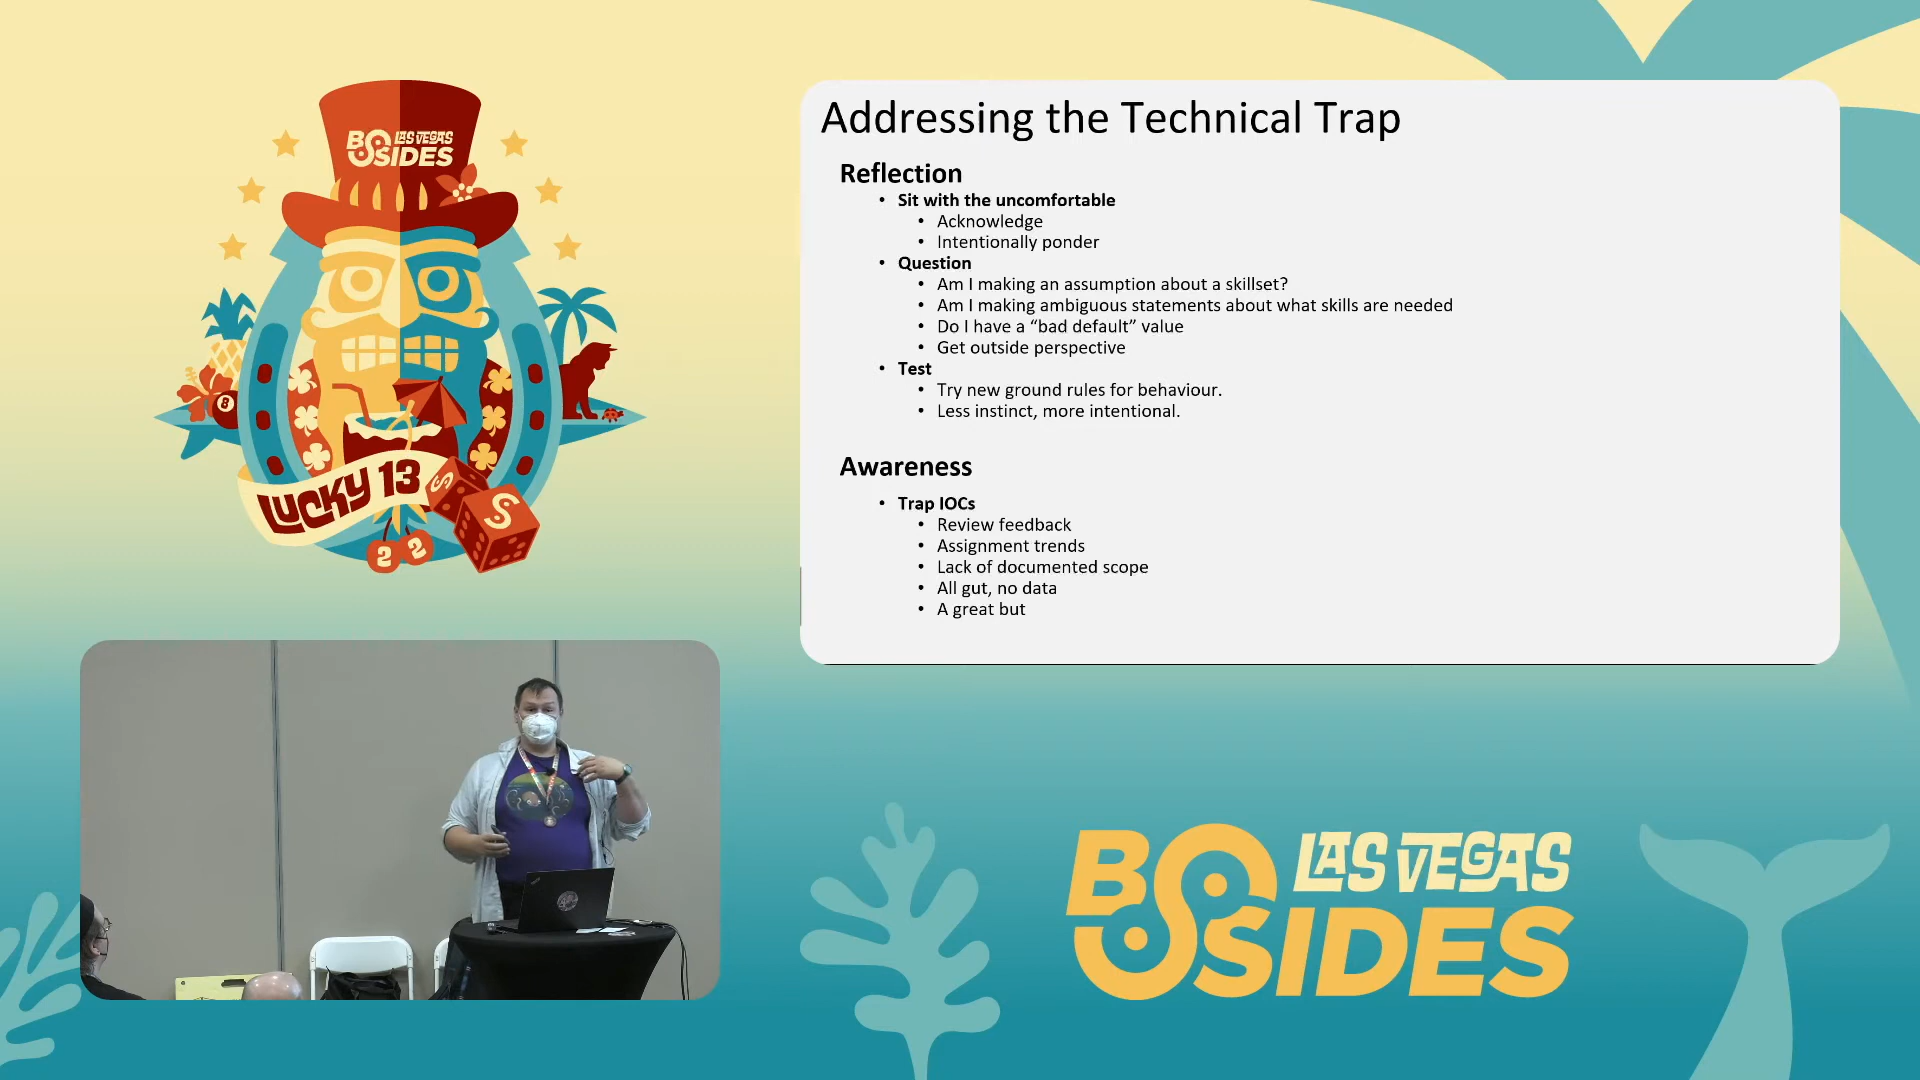 BSIDES LAS VEGAS
LUCKY 13
S
S
8
2 2
Addressing the Technical Trap
Reflection
• Sit with the uncomfortable
• Acknowledge
• Intentionally ponder
• Question
• Am I making an assumption about a skillset?
• Am I making ambiguous statements about what skills are needed
• Do I have a “bad default” value
• Get outside perspective
• Test
• Try new ground rules for behaviour.
• Less instinct, more intentional.
Awareness
• Trap IOCs
• Review feedback
• Assignment trends
• Lack of documented scope
• All gut, no data
• A great but
BSIDES LAS VEGAS